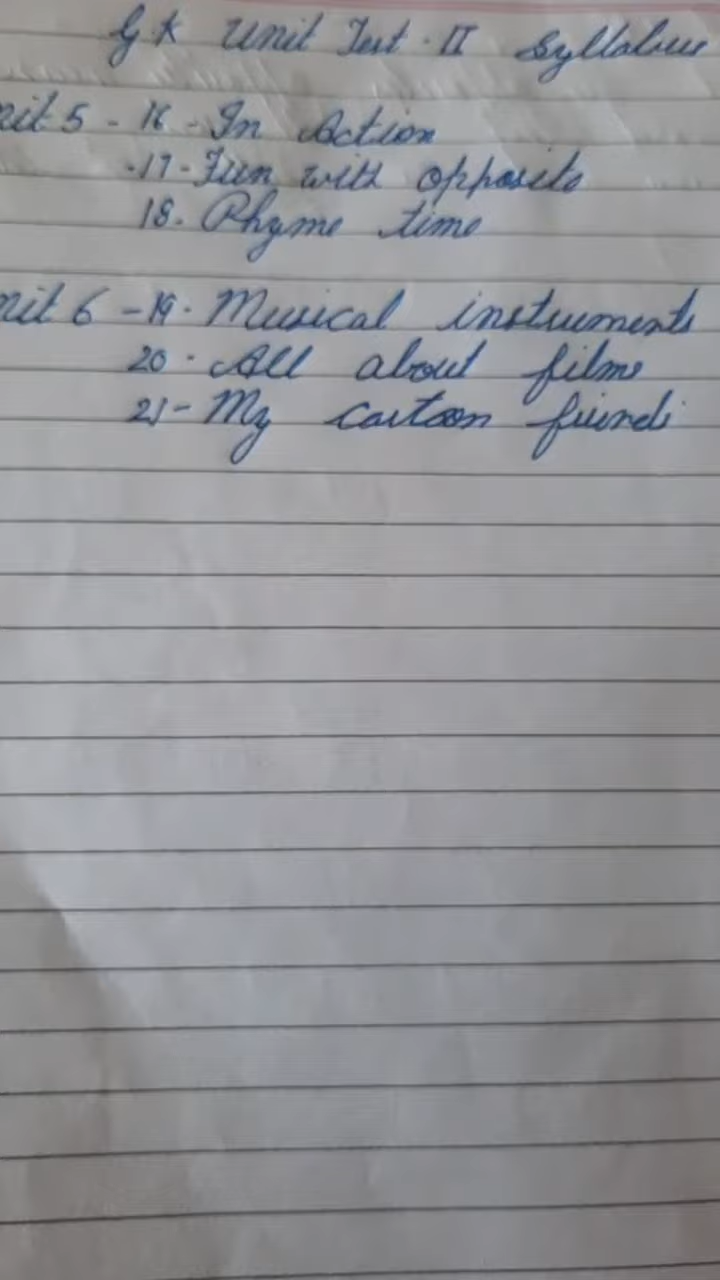 GK Unit Test - II Syllabus
nit 5 - 16 - In Action
-17 - Fun with opposite
18. Rhyme time
nit 6 - 19. Musical instruments
20. All about films
21 - My cartoon friends